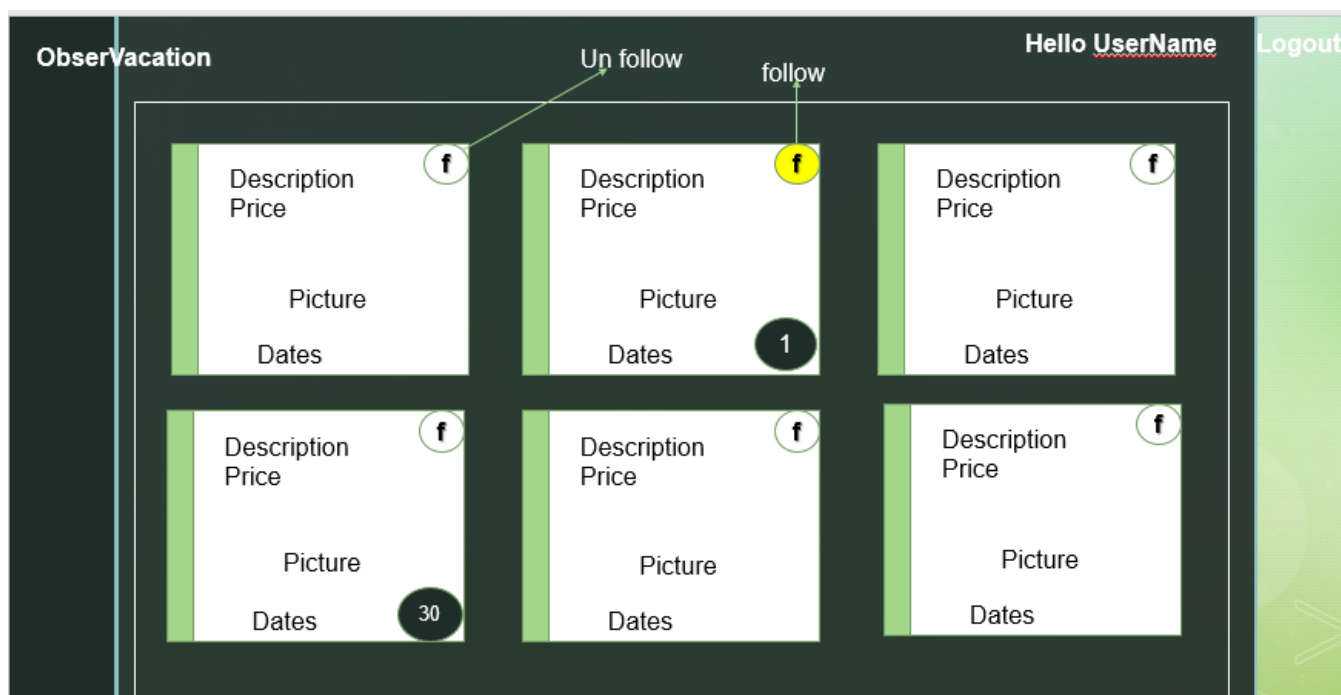 ObserVacation
Hello UserName
Logout
Un follow
follow
f
Description
Price
Picture
Dates
f
Description
Price
Picture
1
Dates
f
Description
Price
Picture
Dates
f
Description
Price
Picture
30
Dates
f
Description
Price
Picture
Dates
f
Description
Price
Picture
Dates